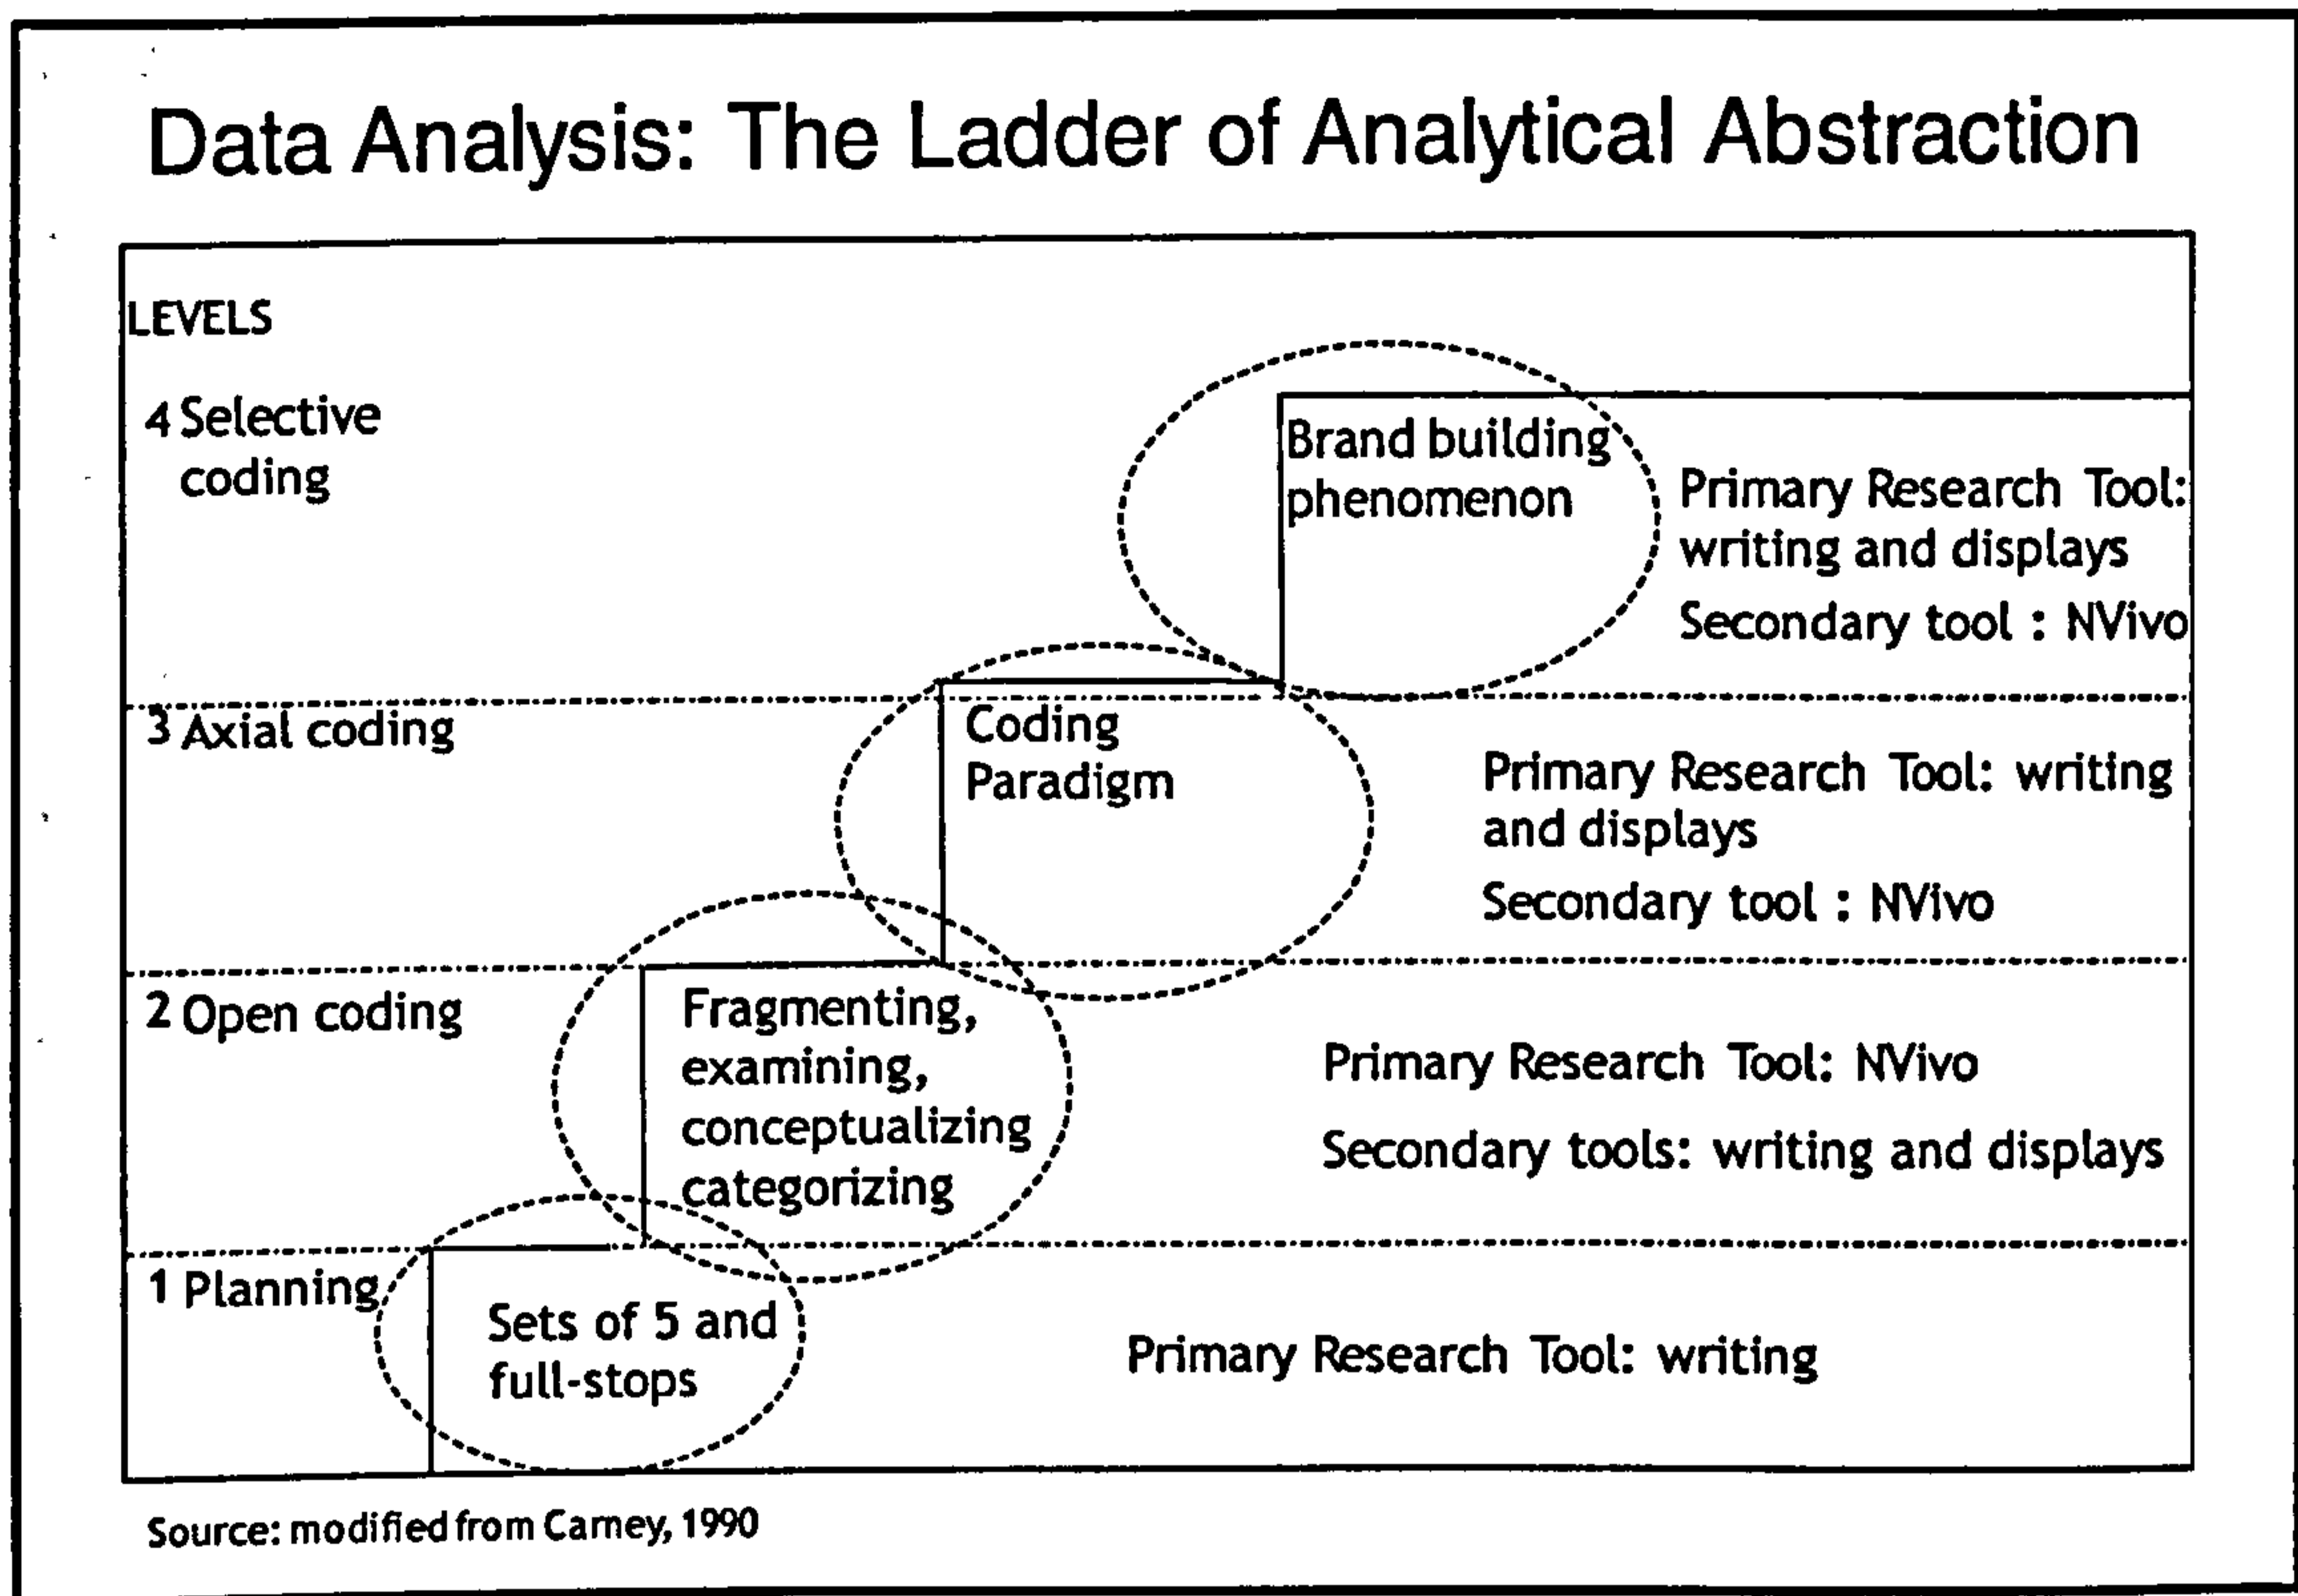 Data Analysis: The Ladder of Analytical Abstraction
LEVELS
4 Selective
coding
Brand building
phenomenon
Primary Research Tool:
writing and displays
Secondary tool : NVivo
3 Axial coding
Coding
Paradigm
Primary Research Tool: writing
and displays
Secondary tool : NVivo
2 Open coding
Fragmenting,
examining,
conceptualizing
categorizing
Primary Research Tool: NVivo
Secondary tools: writing and displays
1 Planning
Sets of 5 and
full-stops
Primary Research Tool: writing
Source: modified from Carney, 1990